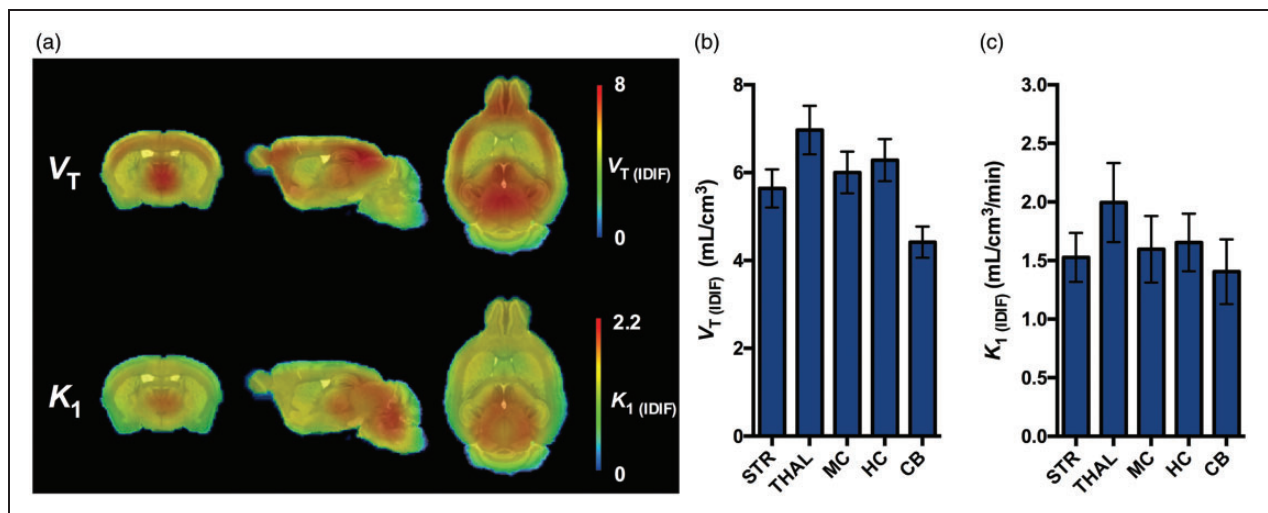 (a)
V_T
8
V_T (IDIF)
0
K_1
2.2
K_1 (IDIF)
0
(b)
V_T (IDIF) (mL/cm³)
8
6
4
2
0
STR
THAL
MC
HC
CB
(c)
K_1 (IDIF) (mL/cm³/min)
3.0
2.5
2.0
1.5
1.0
0.5
0.0
STR
THAL
MC
HC
CB